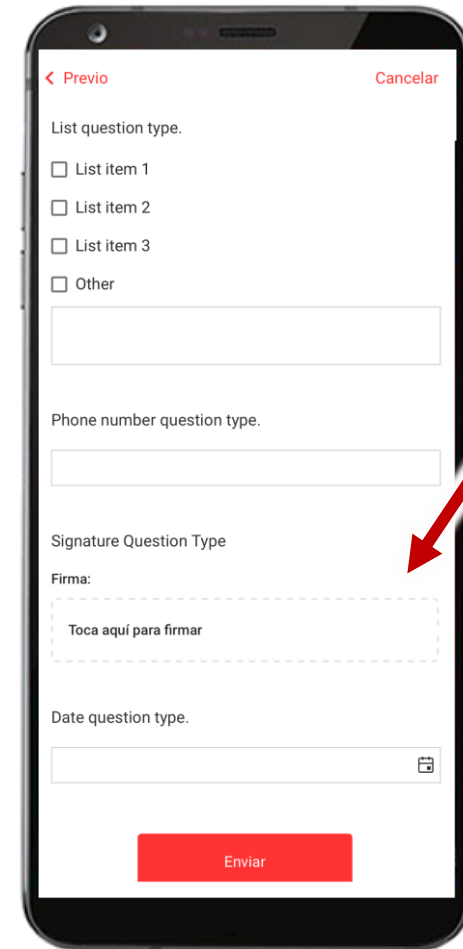 Previo
Cancelar
List question type.
List item 1
List item 2
List item 3
Other
Phone number question type.
Signature Question Type
Firma:
Toca aquí para firmar
Date question type.
Enviar